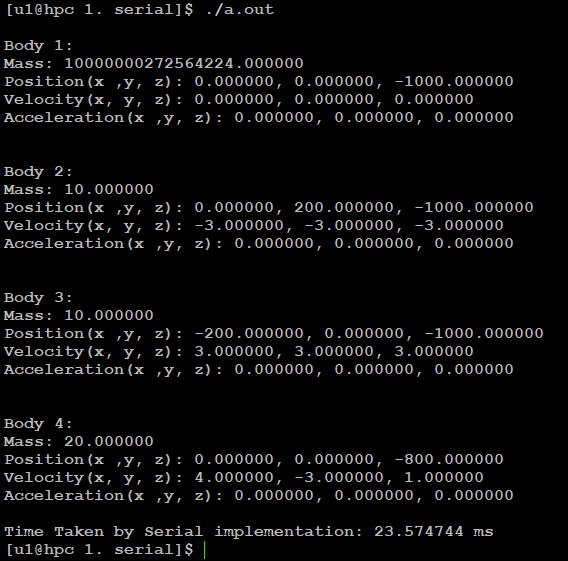 [u1@hpc 1. serial]$ ./a.out
Body 1:
Mass: 10000000272564224.000000
Position(x ,y, z): 0.000000, 0.000000, -1000.000000
Velocity(x, y, z): 0.000000, 0.000000, 0.000000
Acceleration(x ,y, z): 0.000000, 0.000000, 0.000000
Body 2:
Mass: 10.000000
Position(x ,y, z): 0.000000, 200.000000, -1000.000000
Velocity(x, y, z): -3.000000, -3.000000, -3.000000
Acceleration(x ,y, z): 0.000000, 0.000000, 0.000000
Body 3:
Mass: 10.000000
Position(x ,y, z): -200.000000, 0.000000, -1000.000000
Velocity(x, y, z): 3.000000, 3.000000, 3.000000
Acceleration(x ,y, z): 0.000000, 0.000000, 0.000000
Body 4:
Mass: 20.000000
Position(x ,y, z): 0.000000, 0.000000, -800.000000
Velocity(x, y, z): 4.000000, -3.000000, 1.000000
Acceleration(x ,y, z): 0.000000, 0.000000, 0.000000
Time Taken by Serial implementation: 23.574744 ms
[u1@hpc 1. serial]$